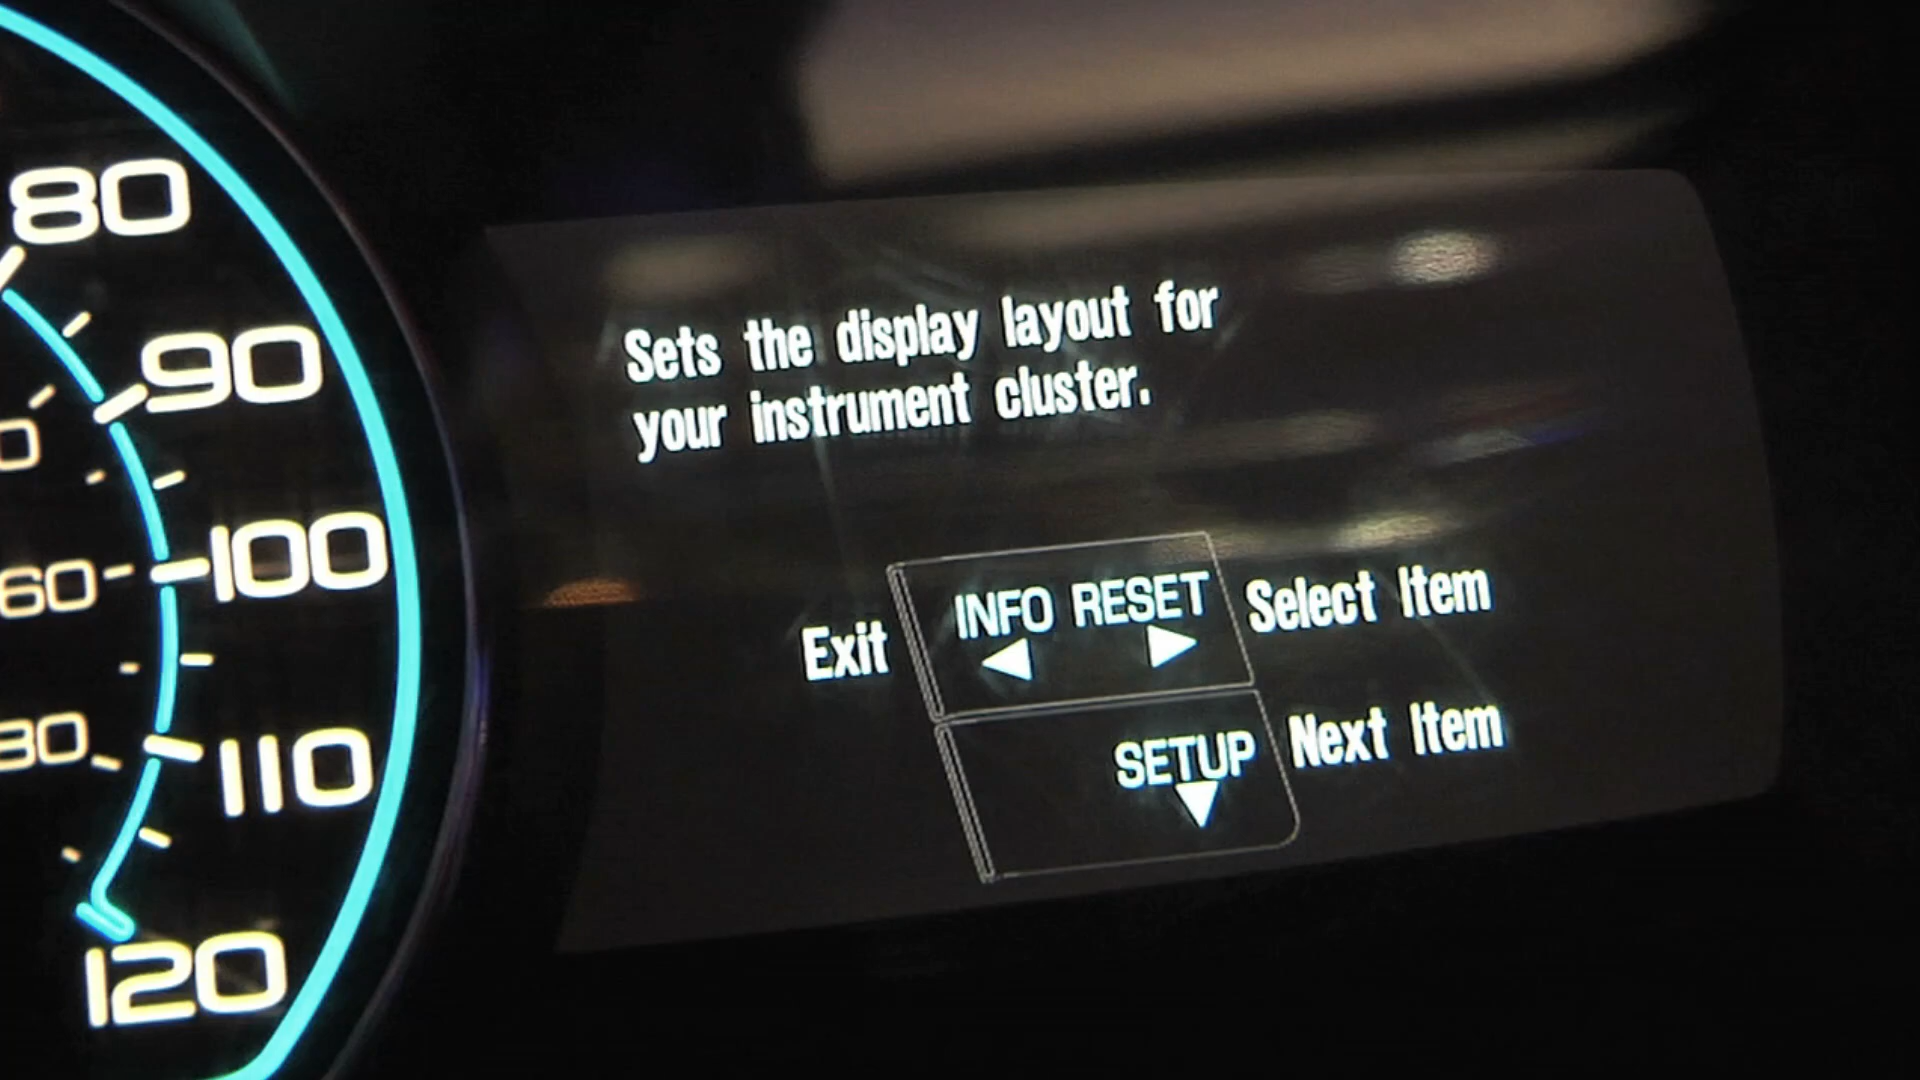 80
90
100
60
110
80
120
Sets the display layout for
your instrument cluster.
INFO RESET
Exit
Select Item
SETUP
Next Item